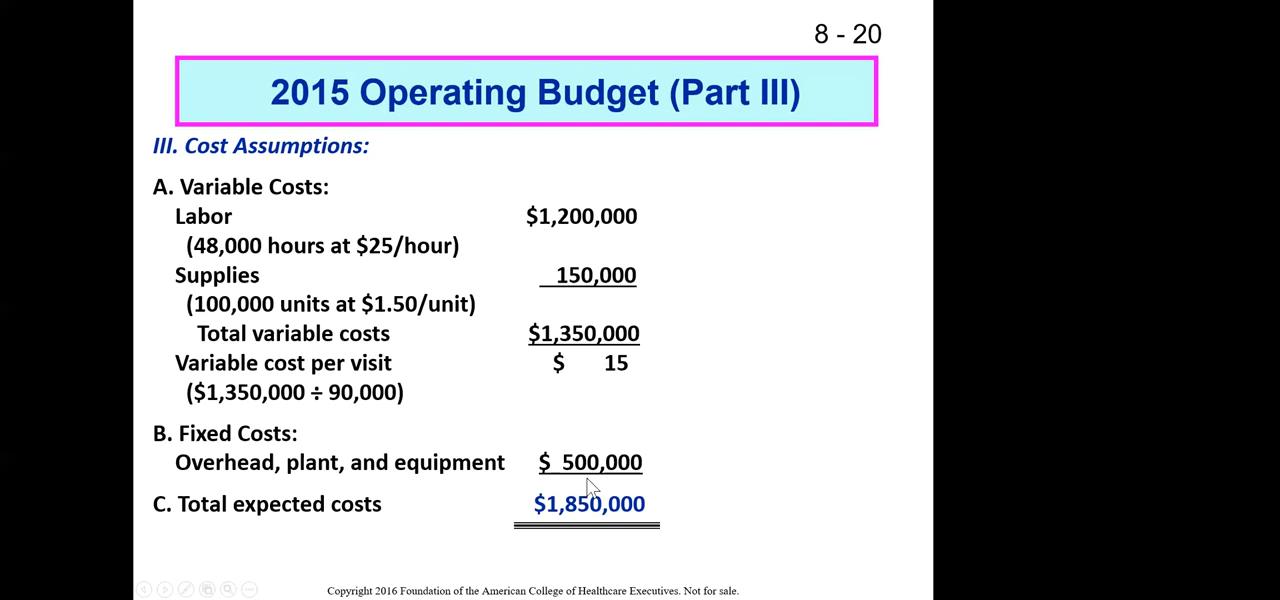 8 - 20
2015 Operating Budget (Part III)
III. Cost Assumptions:
A. Variable Costs:
Labor $1,200,000
(48,000 hours at $25/hour)
Supplies 150,000
(100,000 units at $1.50/unit)
Total variable costs $1,350,000
Variable cost per visit $ 15
($1,350,000 ÷ 90,000)
B. Fixed Costs:
Overhead, plant, and equipment $ 500,000
C. Total expected costs $1,850,000
Copyright 2016 Foundation of the American College of Healthcare Executives. Not for sale.